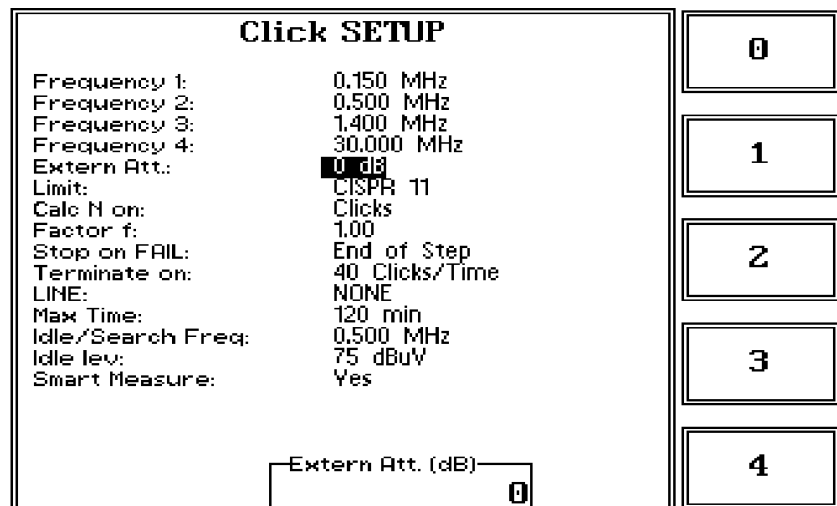 Click SETUP
Frequency 1: 0.150 MHz
Frequency 2: 0.500 MHz
Frequency 3: 1.400 MHz
Frequency 4: 30.000 MHz
Extern Att.: 0 dB
Limit: CISPR 11
Calc N on: Clicks
Factor f: 1.00
Stop on FAIL: End of Step
Terminate on: 40 Clicks/Time
LINE: NONE
Max Time: 120 min
Idle/Search Freq: 0.500 MHz
Idle lev: 75 dBuV
Smart Measure: Yes
Extern Att. (dB)
0
0
1
2
3
4